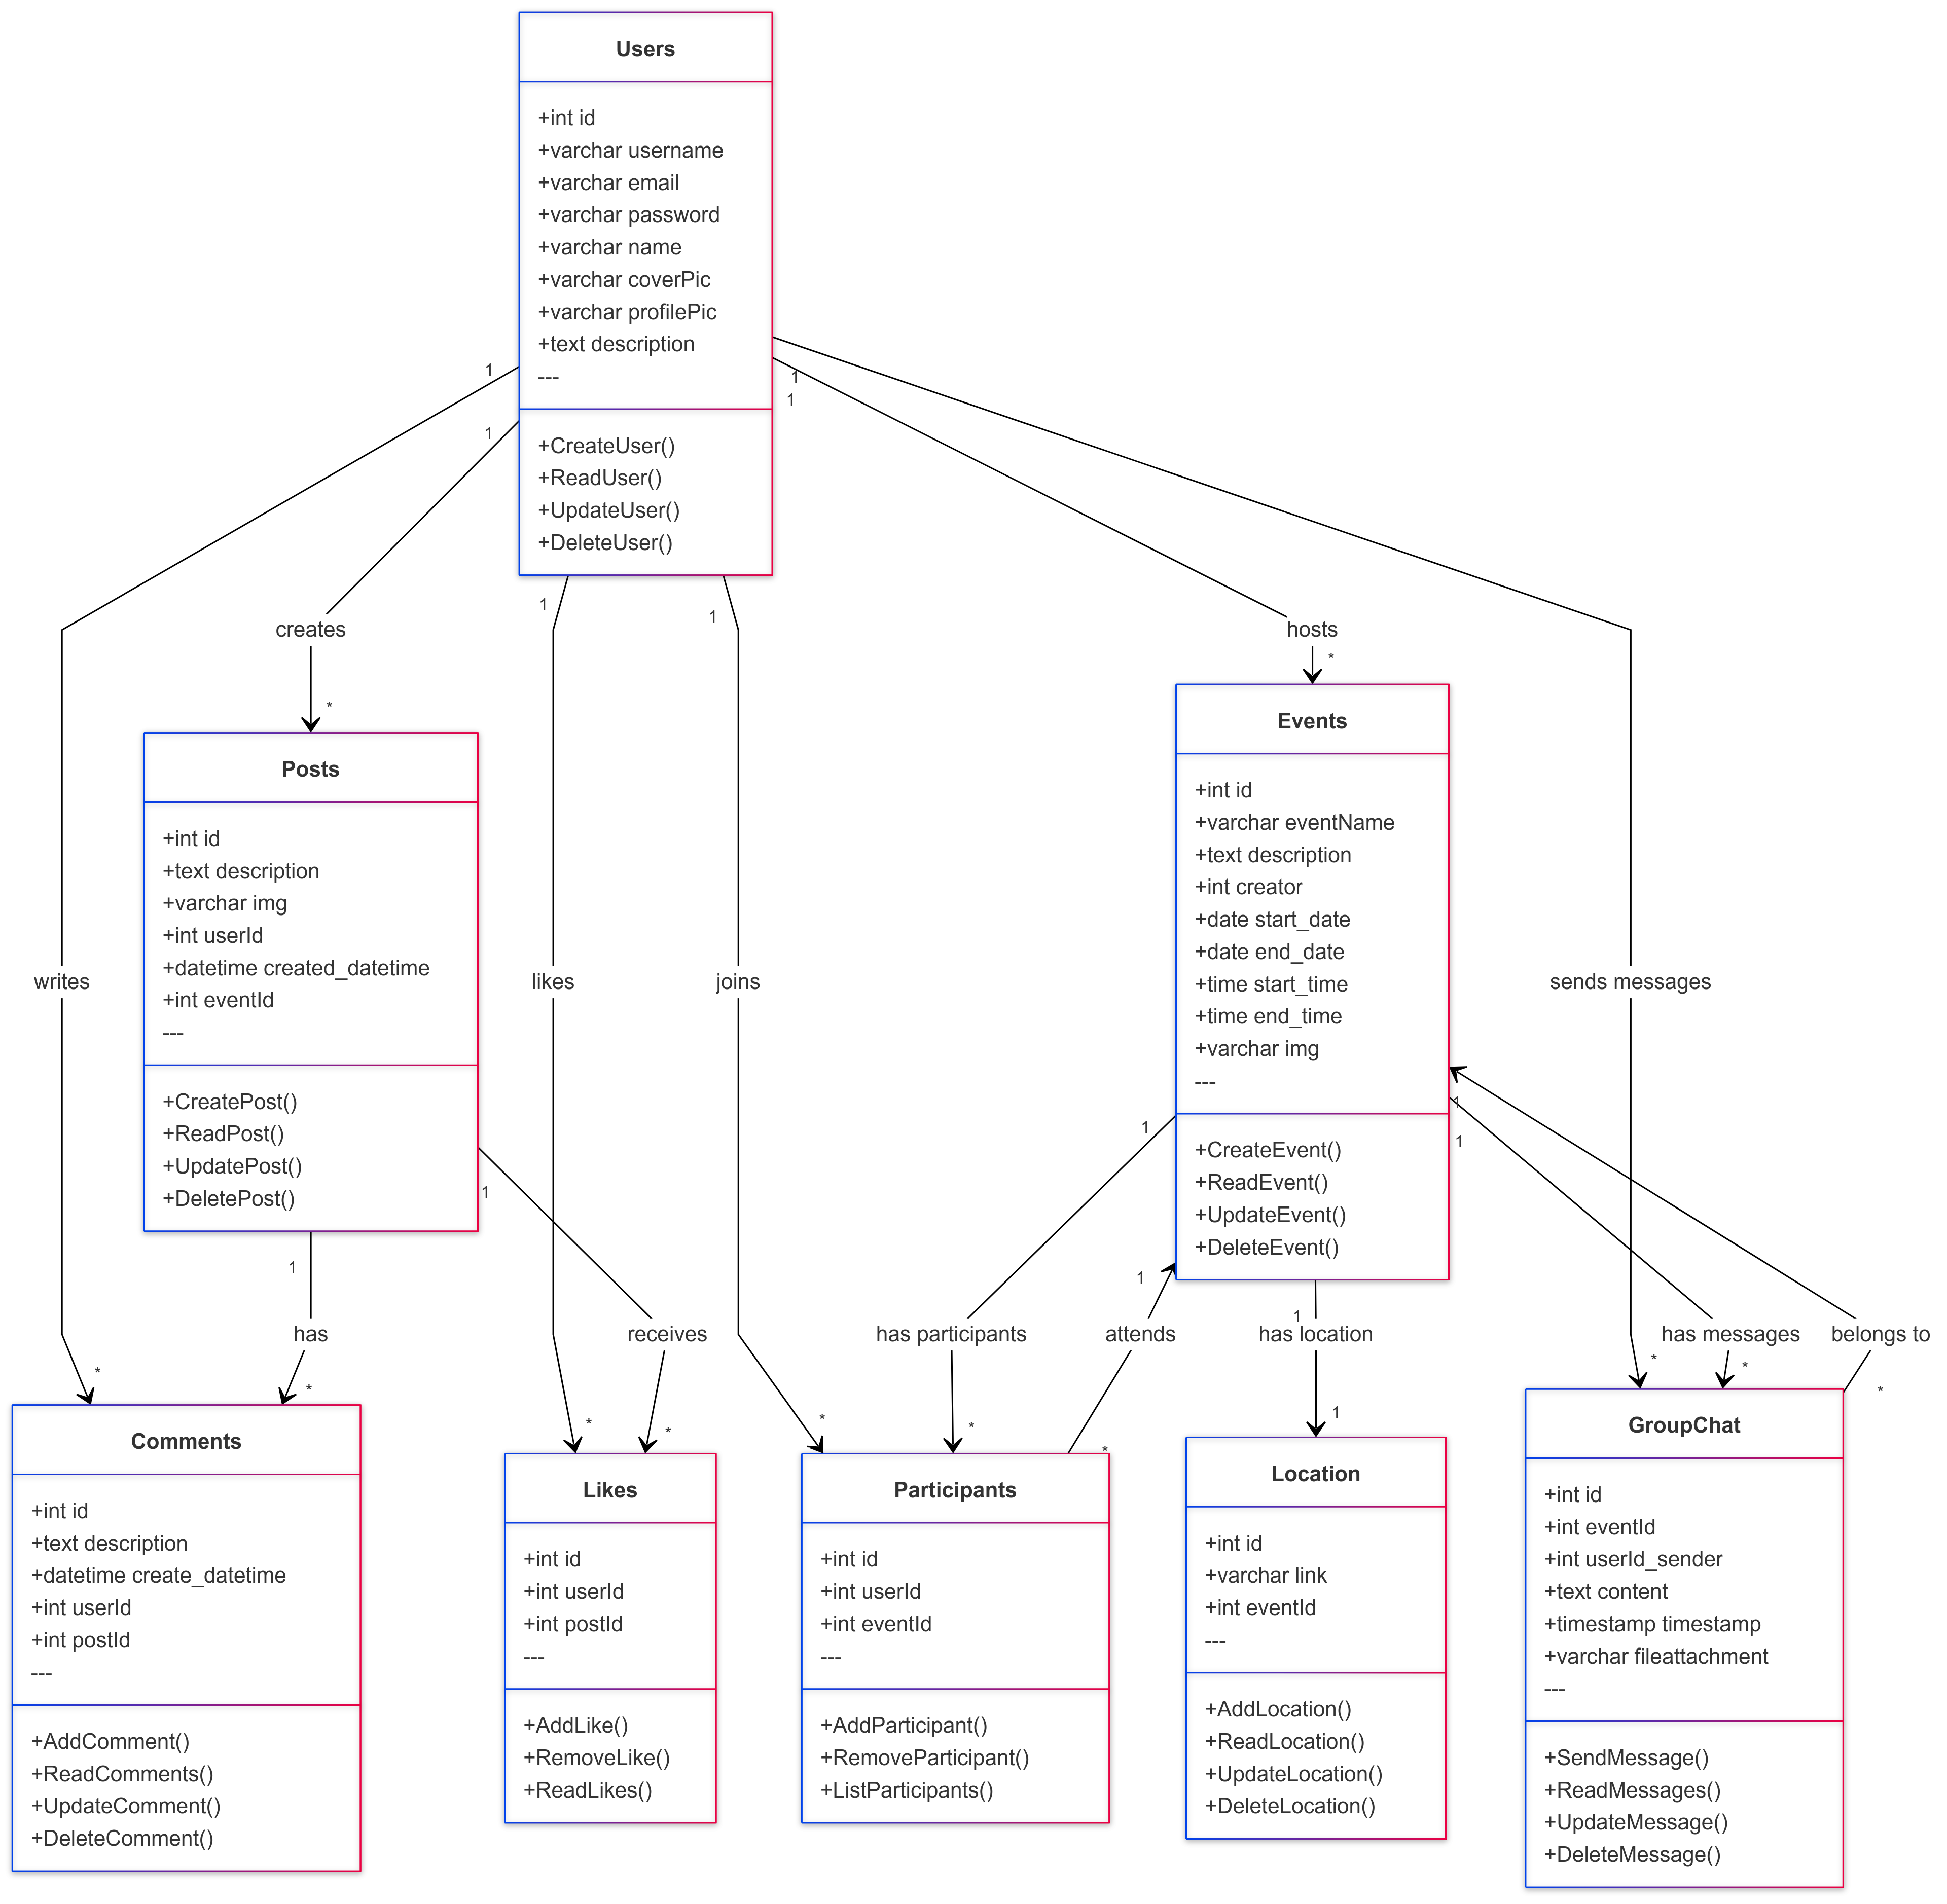 Users
+int id
+varchar username
+varchar email
+varchar password
+varchar name
+varchar coverPic
+varchar profilePic
+text description
---
+CreateUser()
+ReadUser()
+UpdateUser()
+DeleteUser()
1
1
1
1
1
1
creates
hosts
*
*
Posts
+int id
+text description
+varchar img
+int userId
+datetime created_datetime
+int eventId
---
+CreatePost()
+ReadPost()
+UpdatePost()
+DeletePost()
Events
+int id
+varchar eventName
+text description
+int creator
+date start_date
+date end_date
+time start_time
+time end_time
+varchar img
---
+CreateEvent()
+ReadEvent()
+UpdateEvent()
+DeleteEvent()
writes
likes
joins
sends messages
1
1
1
1
1
1
1
has
receives
has participants
attends
has location
has messages
belongs to
*
*
*
*
*
*
*
1
*
*
*
Comments
+int id
+text description
+datetime create_datetime
+int userId
+int postId
---
+AddComment()
+ReadComments()
+UpdateComment()
+DeleteComment()
Likes
+int id
+int userId
+int postId
---
+AddLike()
+RemoveLike()
+ReadLikes()
Participants
+int id
+int userId
+int eventId
---
+AddParticipant()
+RemoveParticipant()
+ListParticipants()
Location
+int id
+varchar link
+int eventId
---
+AddLocation()
+ReadLocation()
+UpdateLocation()
+DeleteLocation()
GroupChat
+int id
+int eventId
+int userId_sender
+text content
+timestamp timestamp
+varchar fileattachment
---
+SendMessage()
+ReadMessages()
+UpdateMessage()
+DeleteMessage()